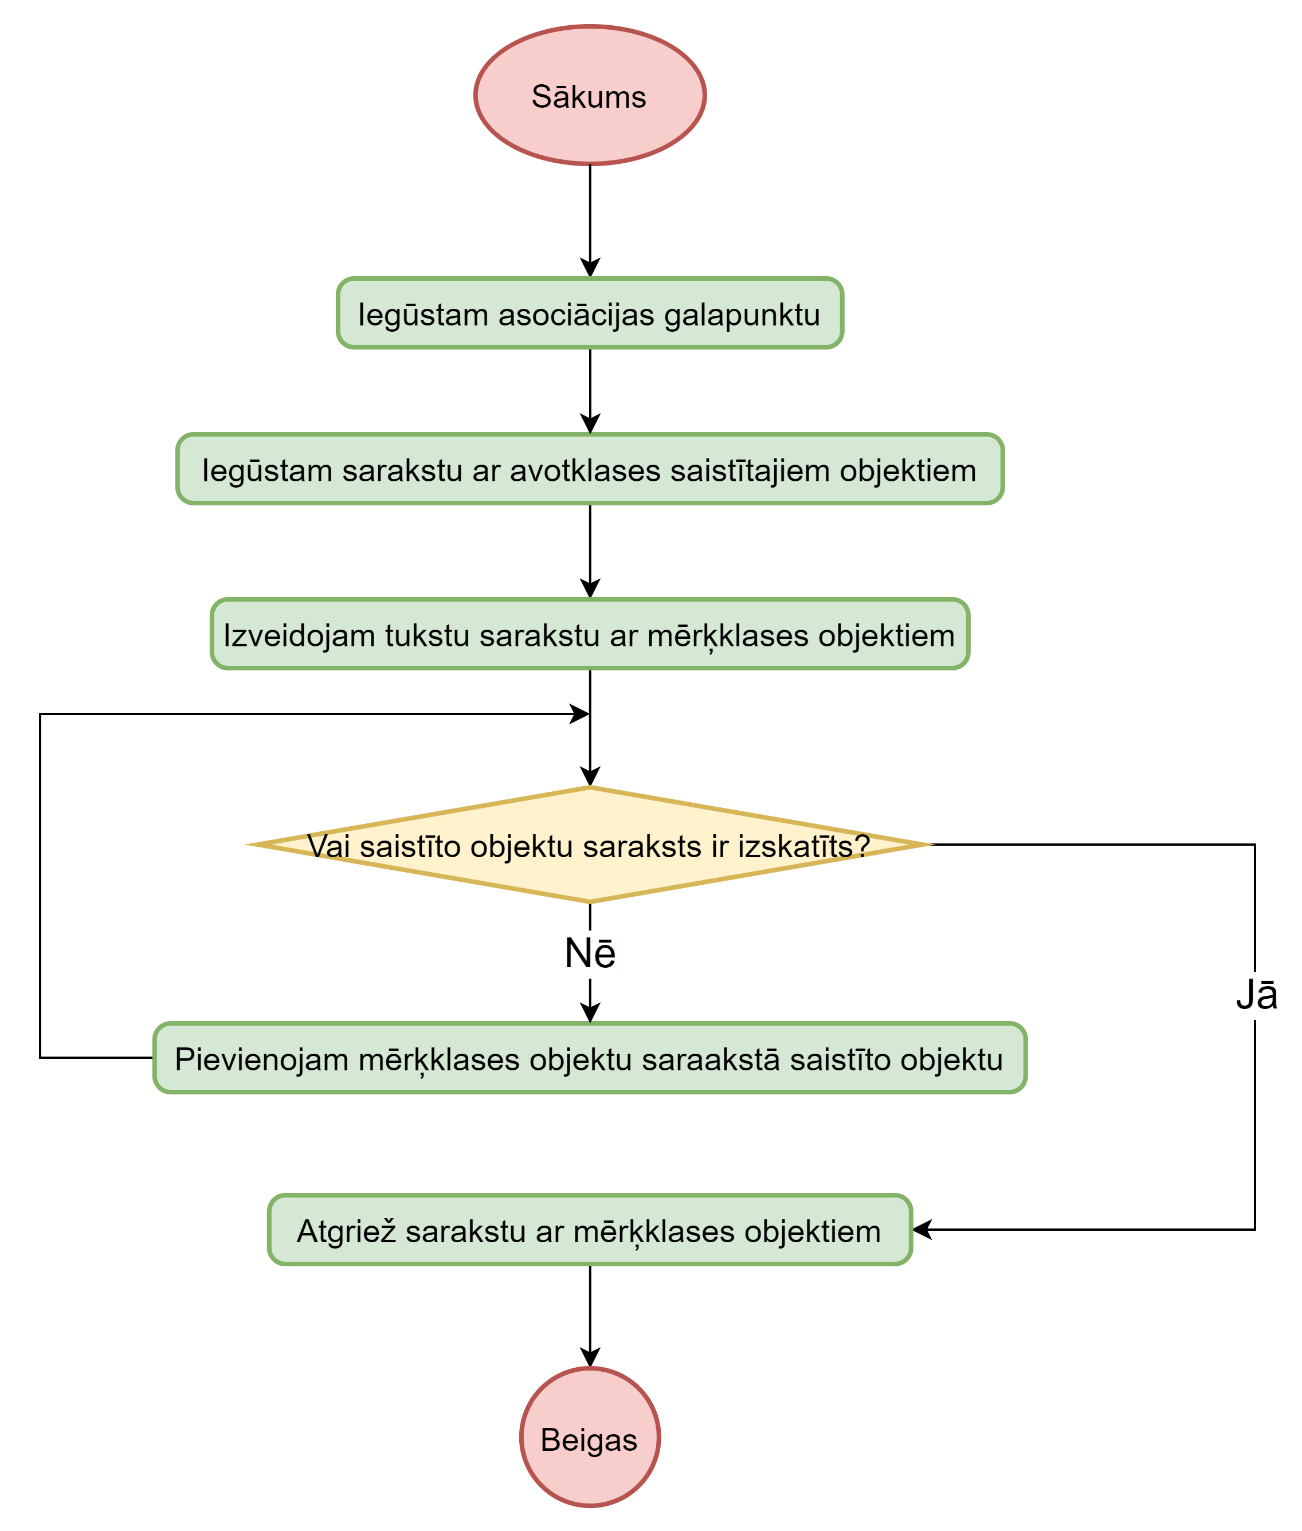 Sākums
Iegūstam asociācijas galapunktu
Iegūstam sarakstu ar avotklases saistītajiem objektiem
Izveidojam tukstu sarakstu ar mērķklases objektiem
Vai saistīto objektu saraksts ir izskatīts?
Nē
Jā
Pievienojam mērķklases objektu saraakstā saistīto objektu
Atgriež sarakstu ar mērķklases objektiem
Beigas